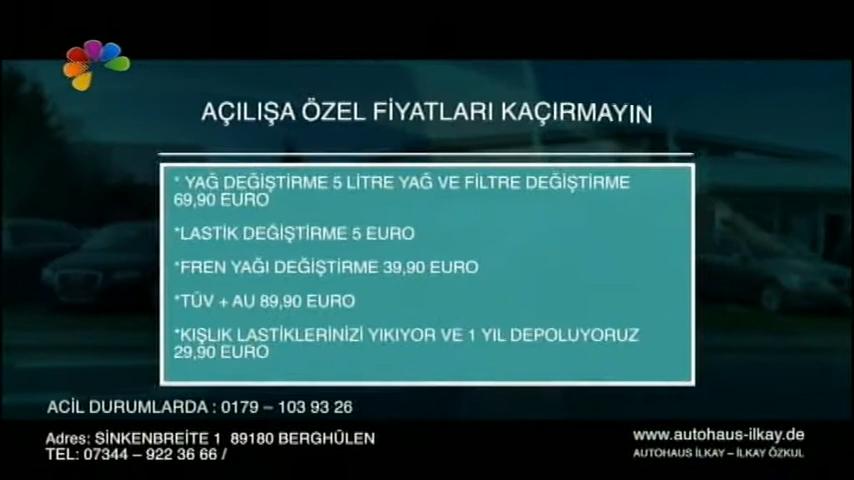 AÇILIŞA ÖZEL FİYATLARI KAÇIRMAYIN
* YAĞ DEĞİŞTİRME 5 LİTRE YAĞ VE FİLTRE DEĞİŞTİRME
69,90 EURO
*LASTİK DEĞİŞTİRME 5 EURO
*FREN YAĞI DEĞİŞTİRME 39,90 EURO
*TÜV + AU 89,90 EURO
*KIŞLIK LASTİKLERİNİZİ YIKIYOR VE 1 YIL DEPOLUYORUZ
29,90 EURO
ACİL DURUMLARDA : 0179 – 103 93 26
Adres: SİNKENBREİTE 1 89180 BERGHÜLEN
TEL: 07344 – 922 36 66 /
www.autohaus-ilkay.de
AUTOHAUS İLKAY – İLKAY ÖZKUL